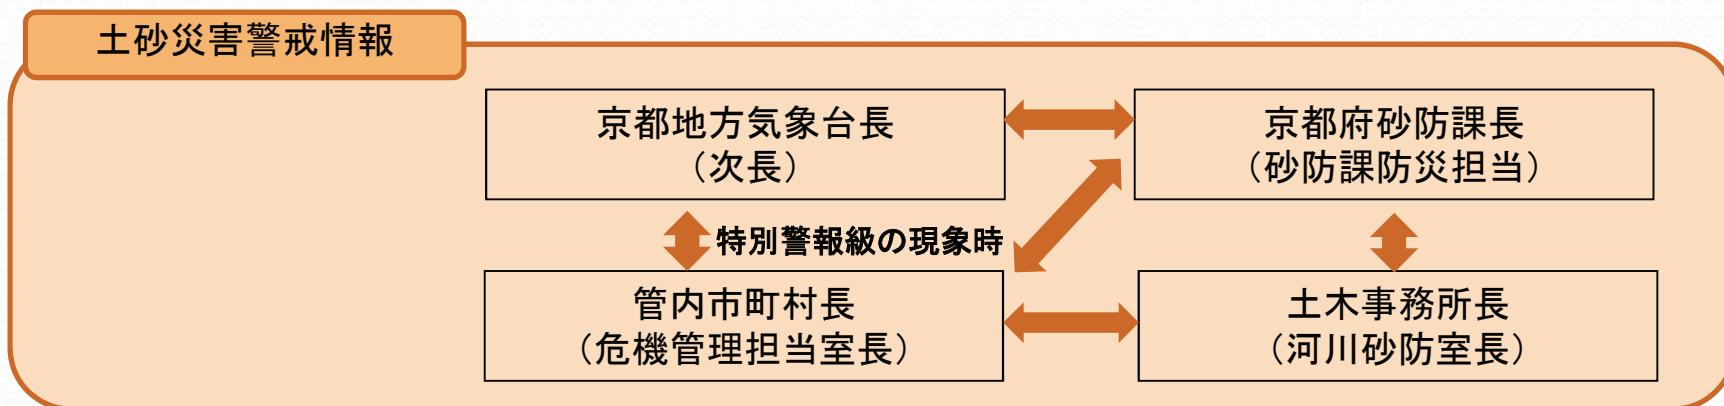 土砂災害警戒情報
京都地方気象台長
（次長）
京都府砂防課長
（砂防課防災担当）
特別警報級の現象時
管内市町村長
（危機管理担当室長）
土木事務所長
（河川砂防室長）